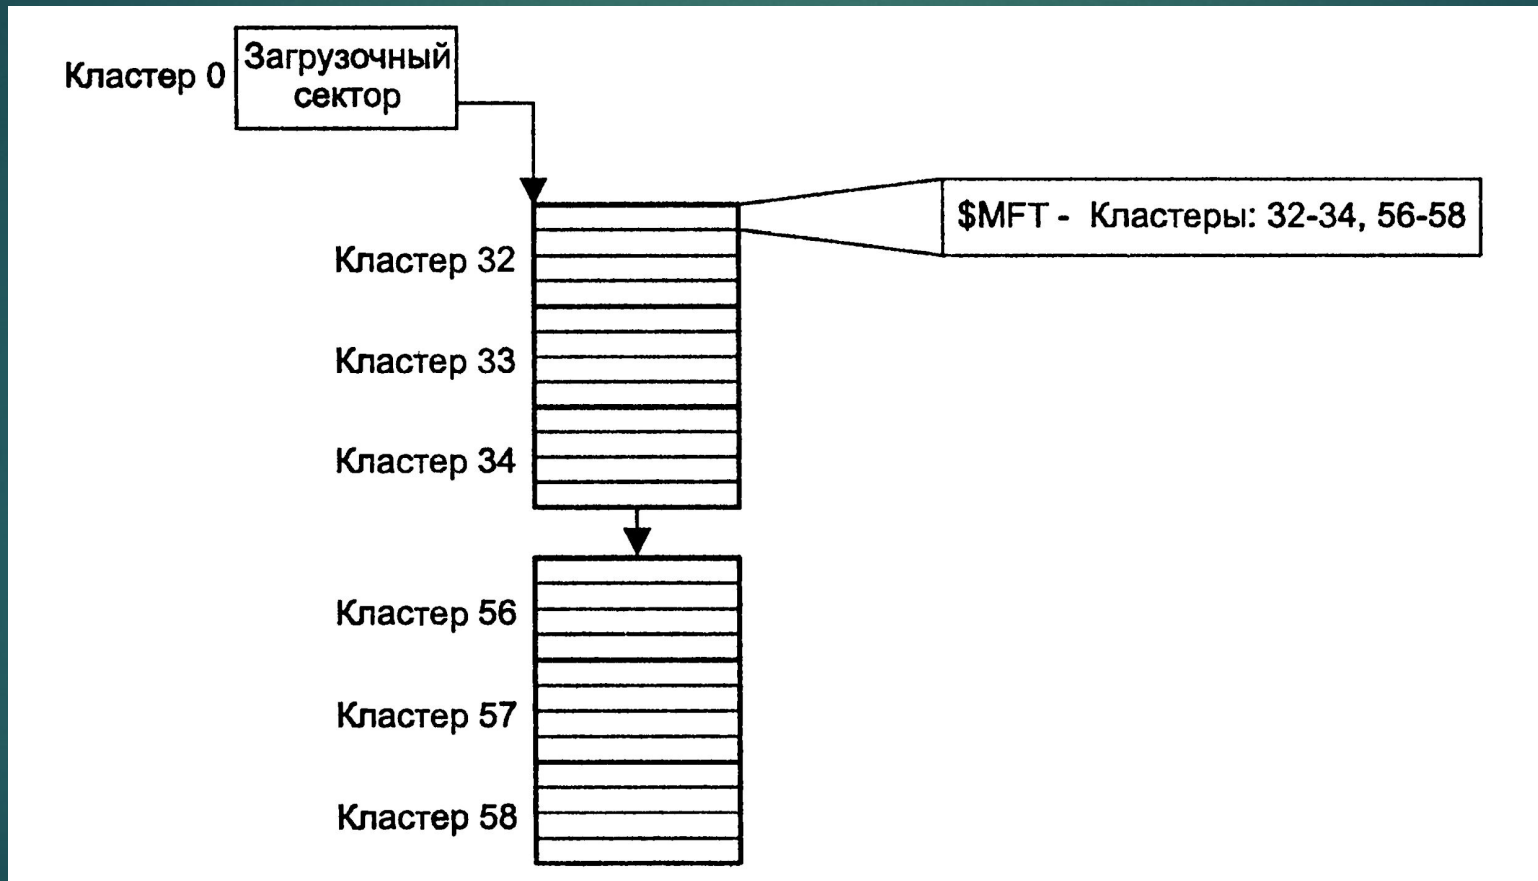 Кластер 0
Загрузочный
сектор
$MFT - Кластеры: 32-34, 56-58
Кластер 32
Кластер 33
Кластер 34
Кластер 56
Кластер 57
Кластер 58